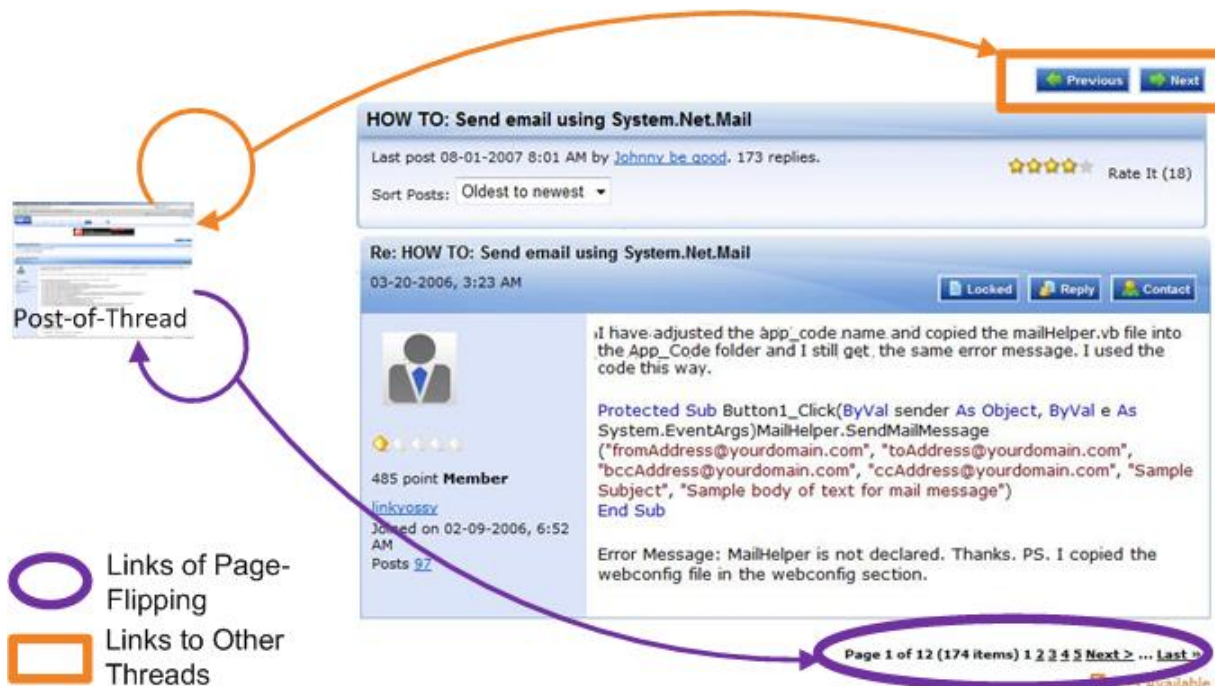 Previous Next
HOW TO: Send email using System.Net.Mail
Last post 08-01-2007 8:01 AM by Johnny be good. 173 replies.
Rate It (18)
Sort Posts: Oldest to newest
Re: HOW TO: Send email using System.Net.Mail
03-20-2006, 3:23 AM
Locked Reply Contact
Post-of-Thread
485 point Member
linkyossy
Joined on 02-09-2006, 6:52
AM
Posts 97
I have adjusted the app_code name and copied the mailHelper.vb file into
the App_Code folder and I still get the same error message. I used the
code this way.
Protected Sub Button1_Click(ByVal sender As Object, ByVal e As
System.EventArgs)MailHelper.SendMailMessage
("fromAddress@yourdomain.com", "toAddress@yourdomain.com",
"bccAddress@yourdomain.com", "ccAddress@yourdomain.com", "Sample
Subject", "Sample body of text for mail message")
End Sub
Error Message: MailHelper is not declared. Thanks. PS. I copied the
webconfig file in the webconfig section.
Links of Page-
Flipping
Links to Other
Threads
Page 1 of 12 (174 items) 1 2 3 4 5 Next > ... Last »
available